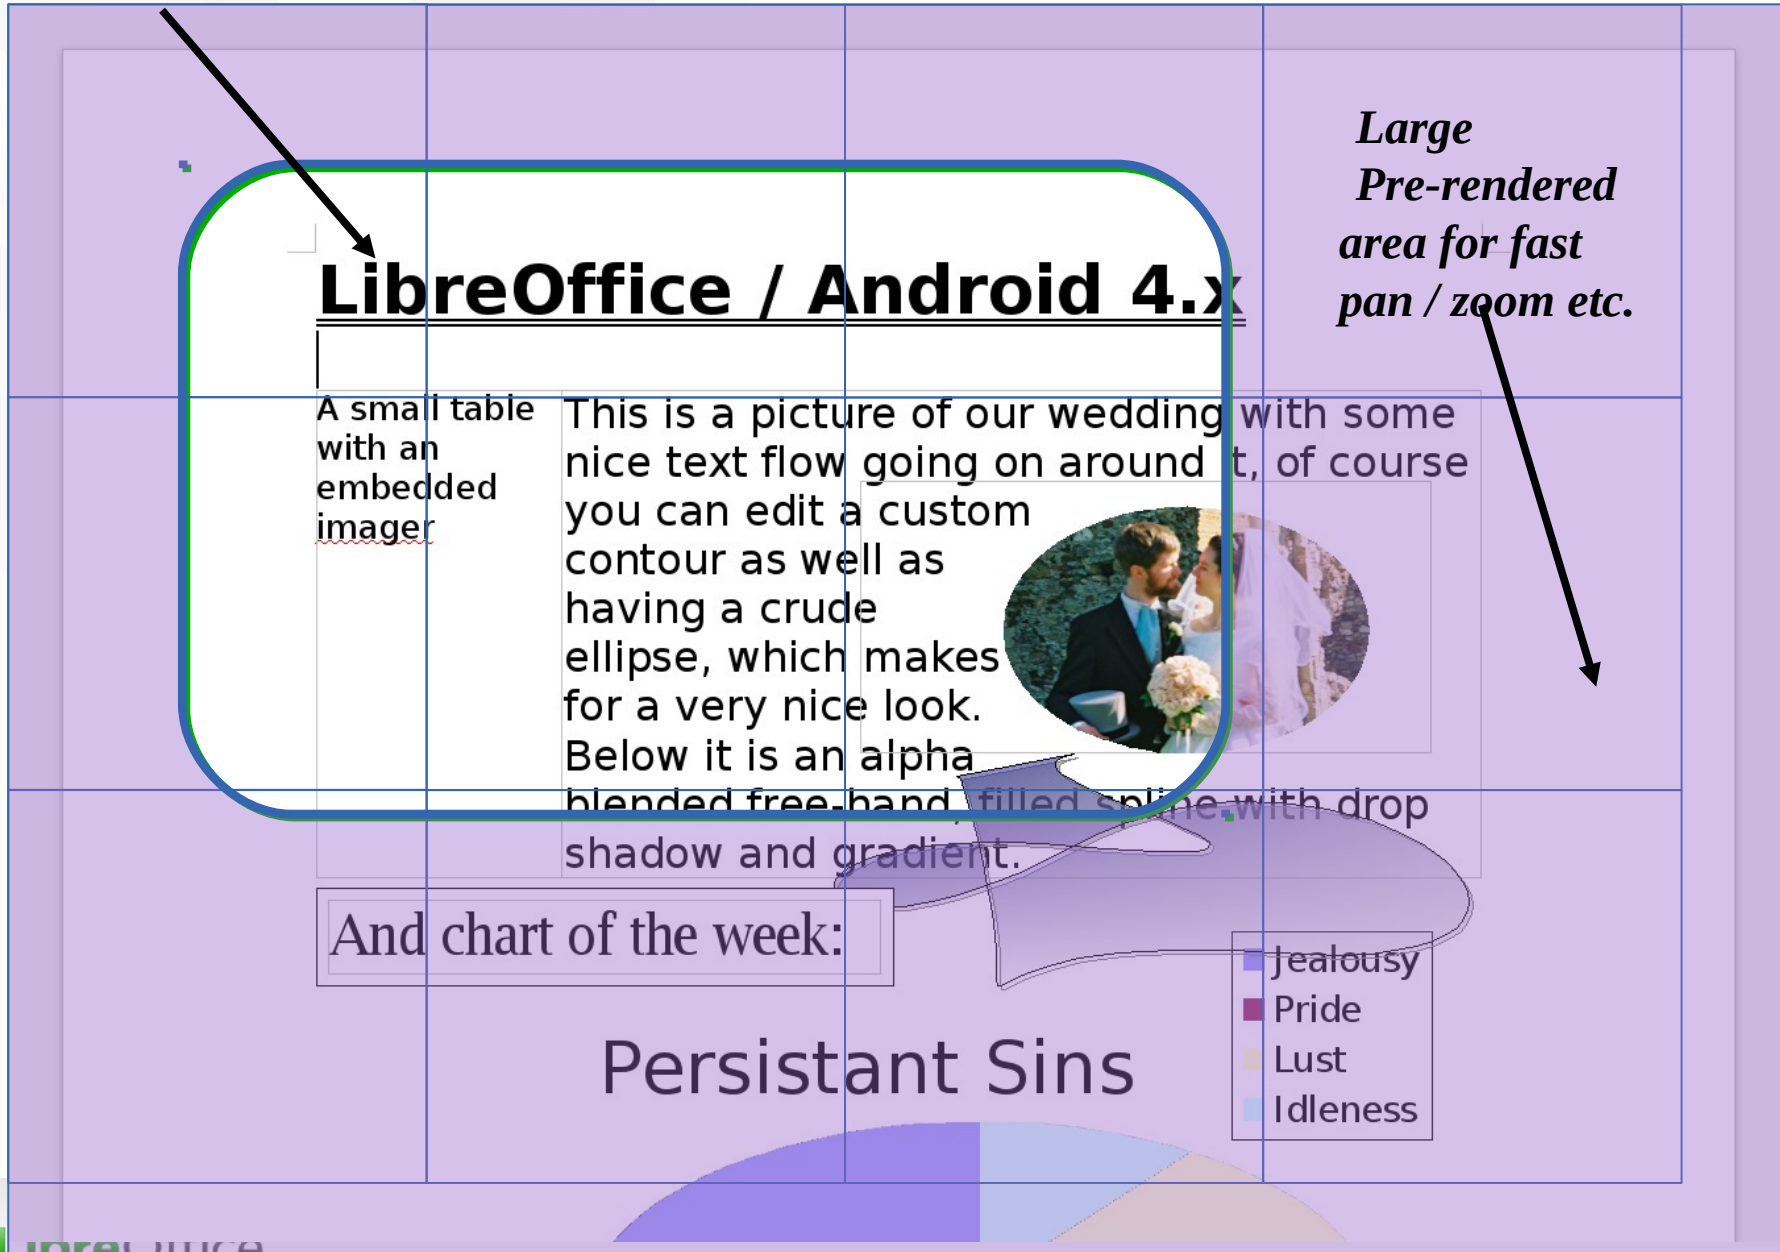 Large
Pre-rendered
area for fast
pan / zoom etc.
LibreOffice / Android 4.x
A small table
with an
embedded
imager
This is a picture of our wedding with some
nice text flow going on around it, of course
you can edit a custom
contour as well as
having a crude
ellipse, which makes
for a very nice look.
Below it is an alpha
blended free-hand, filled spline with drop
shadow and gradient.
And chart of the week:
Jealousy
Pride
Lust
Idleness
Persistant Sins
LibreOffice